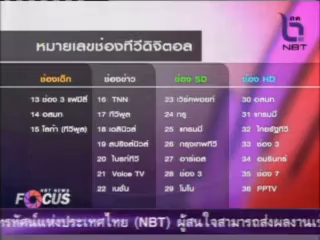 NBT
หมายเลขช่องทีวีดิจิตอล
ช่องเด็ก
13 ช่อง 3 แฟมิลี่
14 อสมท
15 โลก้า (ทีวีพูล)
ช่องข่าว
16 TNN
17 ทีวีพูล
18 เดลินิวส์
19 สปริงนิวส์
20 ไบรท์ทีวี
21 Voice TV
22 เนชั่น
ช่อง SD
23 เวิร์คพอยท์
24 ทรู
25 แกรมมี่
26 กรุงเทพทีวี
27 อาร์เอส
28 ช่อง 3
29 โมโน
ช่อง HD
30 อสมท.
31 แกรมมี่
32 ไทยรัฐทีวี
33 ช่อง 3
34 อมรินทร์
35 ช่อง 7
36 PPTV
NBT NEWS
FOCUS
ทรทัศน์แห่งประเทศไทย (NBT) ผู้สนใจสามารถส่งผลงานเร